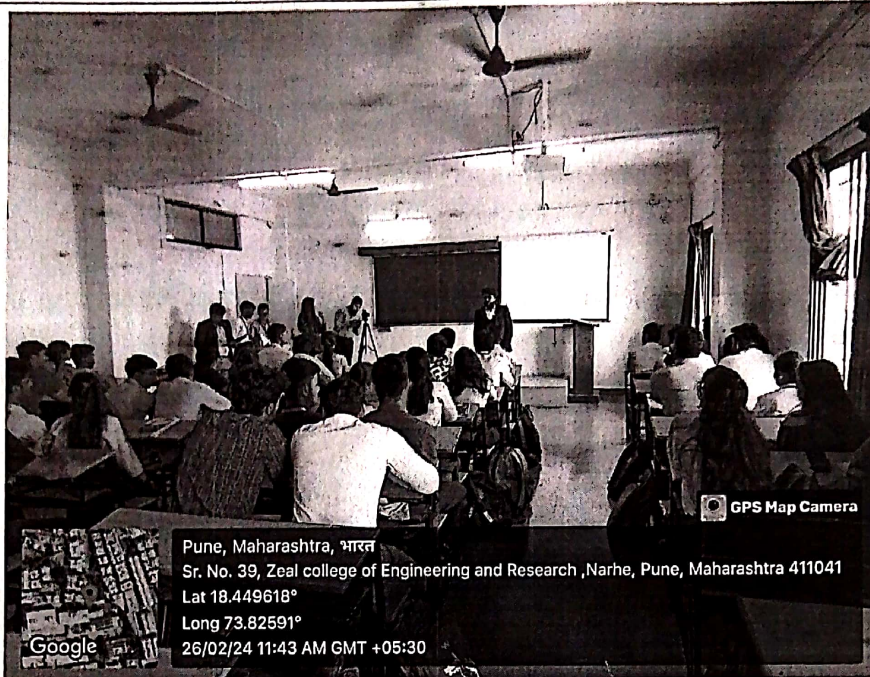 GPS Map Camera
Pune, Maharashtra, भारत
Sr. No. 39, Zeal college of Engineering and Research ,Narhe, Pune, Maharashtra 411041
Lat 18.449618°
Long 73.82591°
26/02/24 11:43 AM GMT +05:30
Google